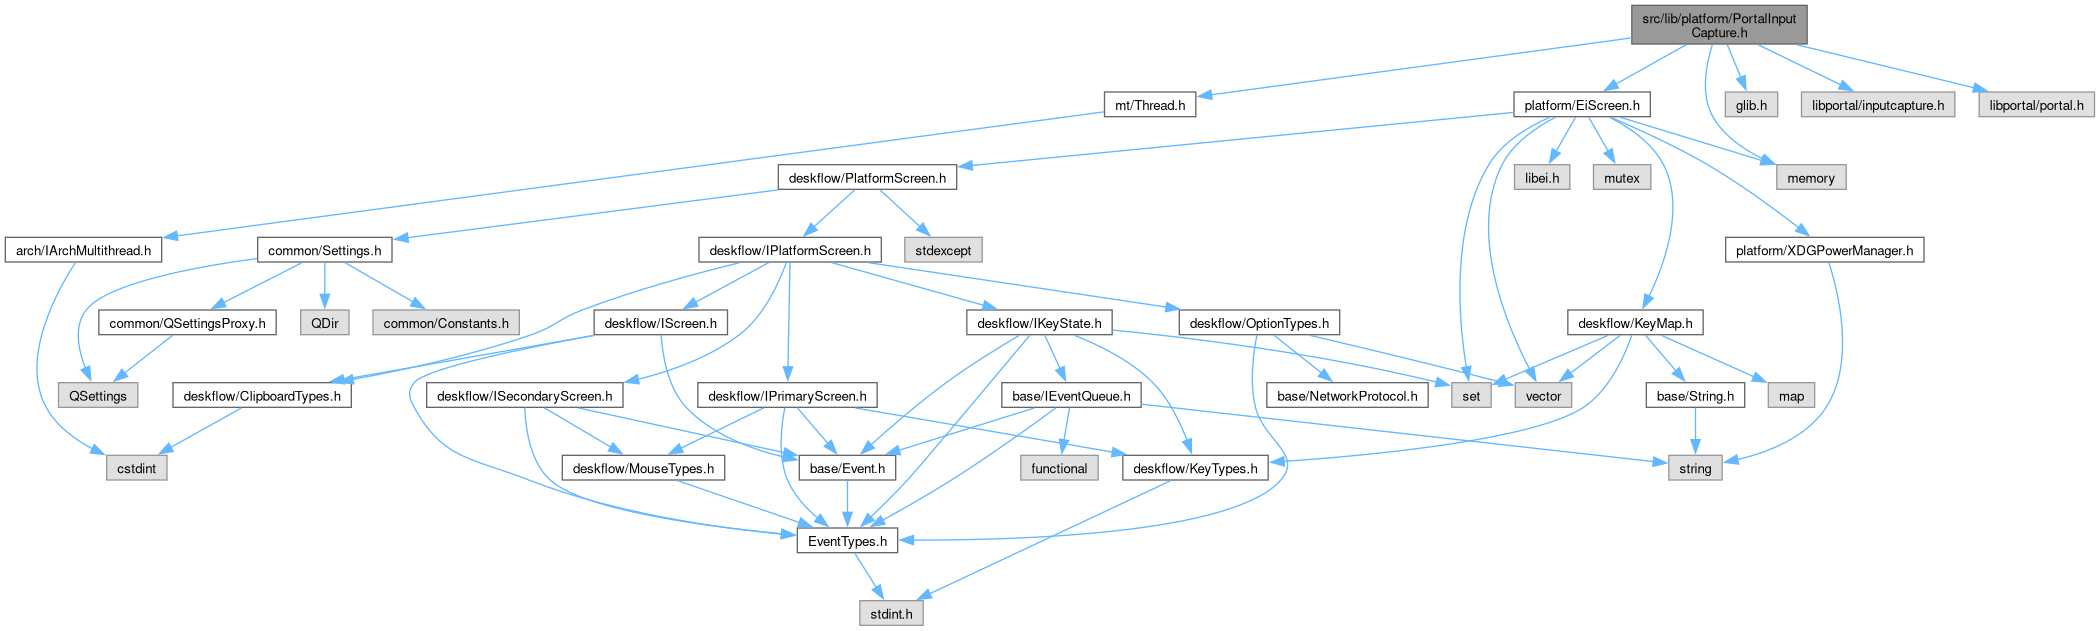 src/lib/platform/PortalInput
Capture.h
mt/Thread.h
platform/EiScreen.h
glib.h
libportal/inputcapture.h
libportal/portal.h
deskflow/PlatformScreen.h
libei.h
mutex
memory
arch/IArchMultithread.h
common/Settings.h
deskflow/IPlatformScreen.h
stdexcept
platform/XDGPowerManager.h
common/QSettingsProxy.h
QDir
common/Constants.h
deskflow/IScreen.h
deskflow/IKeyState.h
deskflow/OptionTypes.h
deskflow/KeyMap.h
QSettings
deskflow/ClipboardTypes.h
deskflow/ISecondaryScreen.h
deskflow/IPrimaryScreen.h
base/IEventQueue.h
base/NetworkProtocol.h
set
vector
base/String.h
map
cstdint
deskflow/MouseTypes.h
base/Event.h
functional
deskflow/KeyTypes.h
string
EventTypes.h
stdint.h